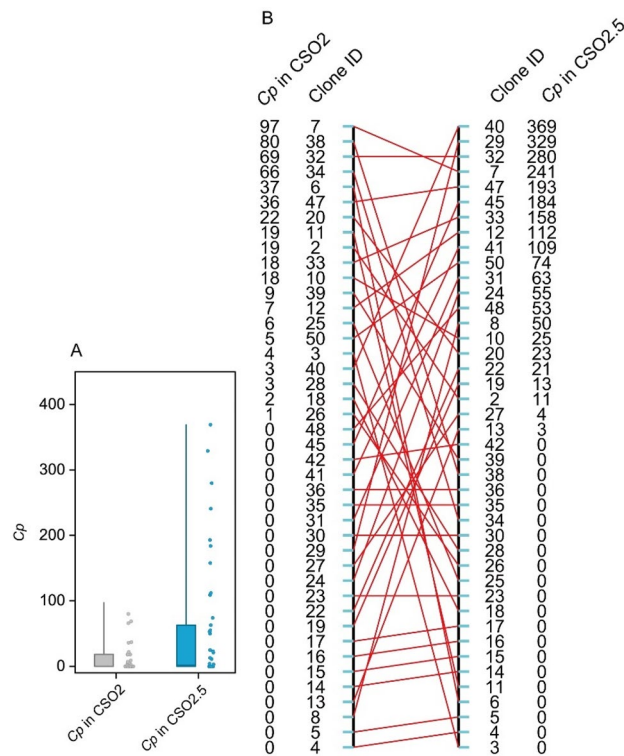 B
Cp in CSO2
Clone ID
Clone ID
Cp in CSO2.5
97 7 40 369
80 38 29 329
69 32 32 280
66 34 7 241
37 6 47 193
36 47 45 184
22 20 33 158
19 11 12 112
19 2 41 109
18 33 50 74
18 10 31 63
9 39 24 55
7 12 48 53
6 25 8 50
5 50 10 25
4 3 20 23
3 40 22 21
3 28 19 13
2 18 2 11
1 26 27 4
0 48 13 3
0 45 42 0
0 42 39 0
0 41 38 0
0 36 36 0
0 35 35 0
0 31 34 0
0 30 30 0
0 29 28 0
0 27 26 0
0 24 25 0
0 23 23 0
0 22 18 0
0 19 17 0
0 17 16 0
0 16 15 0
0 15 14 0
0 14 11 0
0 13 6 0
0 8 5 0
0 5 4 0
0 4 3 0
A
400
300
200
100
0
Cp
Cp in CSO2
Cp in CSO2.5